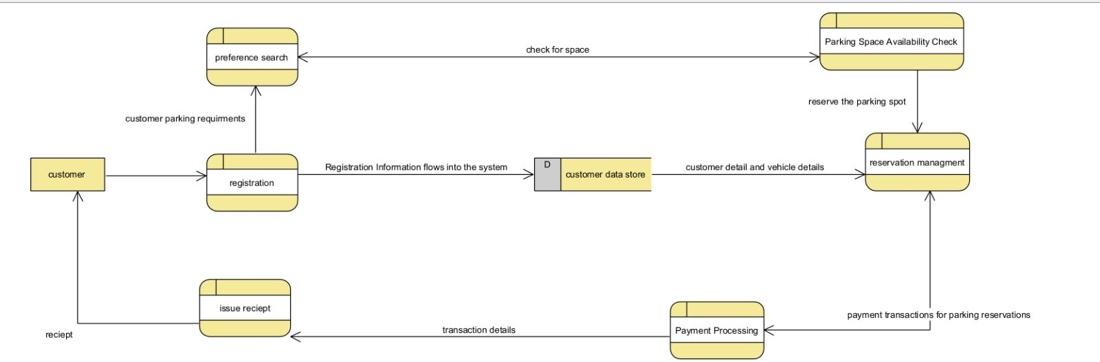 preference search
check for space
Parking Space Availability Check
customer parking requirments
reserve the parking spot
customer
registration
Registration Information flows into the system
D
customer data store
customer detail and vehicle details
reservation managment
issue reciept
reciept
transaction details
Payment Processing
payment transactions for parking reservations